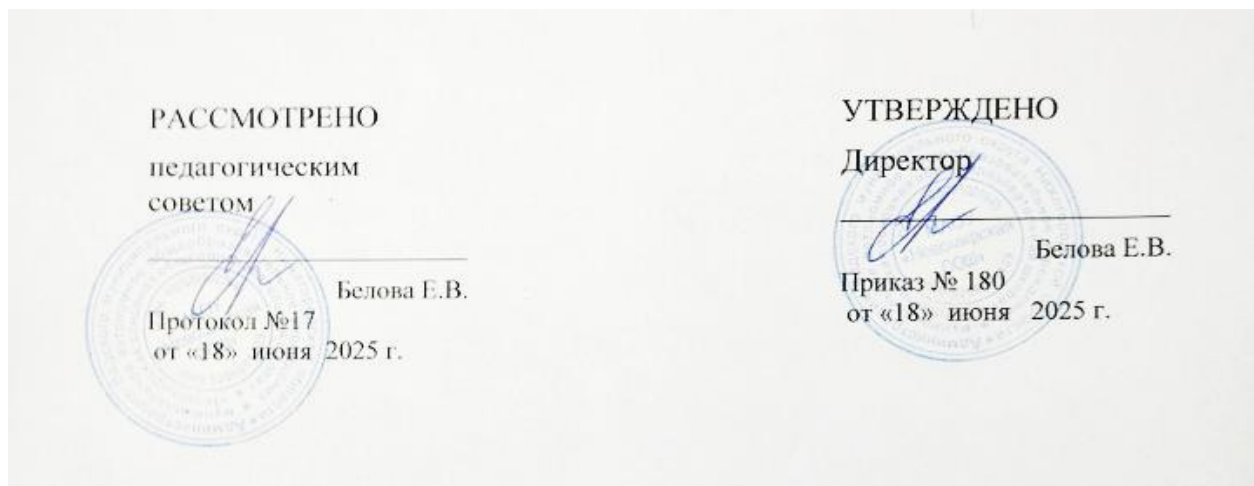 РАССМОТРЕНО
педагогическим
советом
Белова Е.В.
Протокол №17
от «18» июня 2025 г.
УТВЕРЖДЕНО
Директор
Белова Е.В.
Приказ № 180
от «18» июня 2025 г.